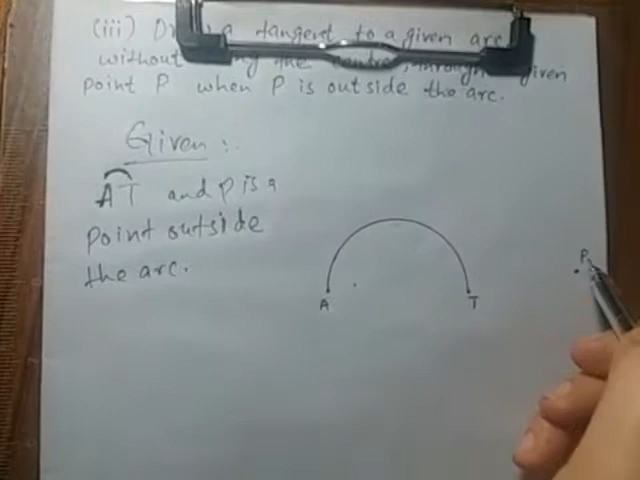 (iii) D a tangent to a given arc
without the through given
point P when P is outside the arc.
Given :.
AT and p is a
point outside
the arc.
P
A
T